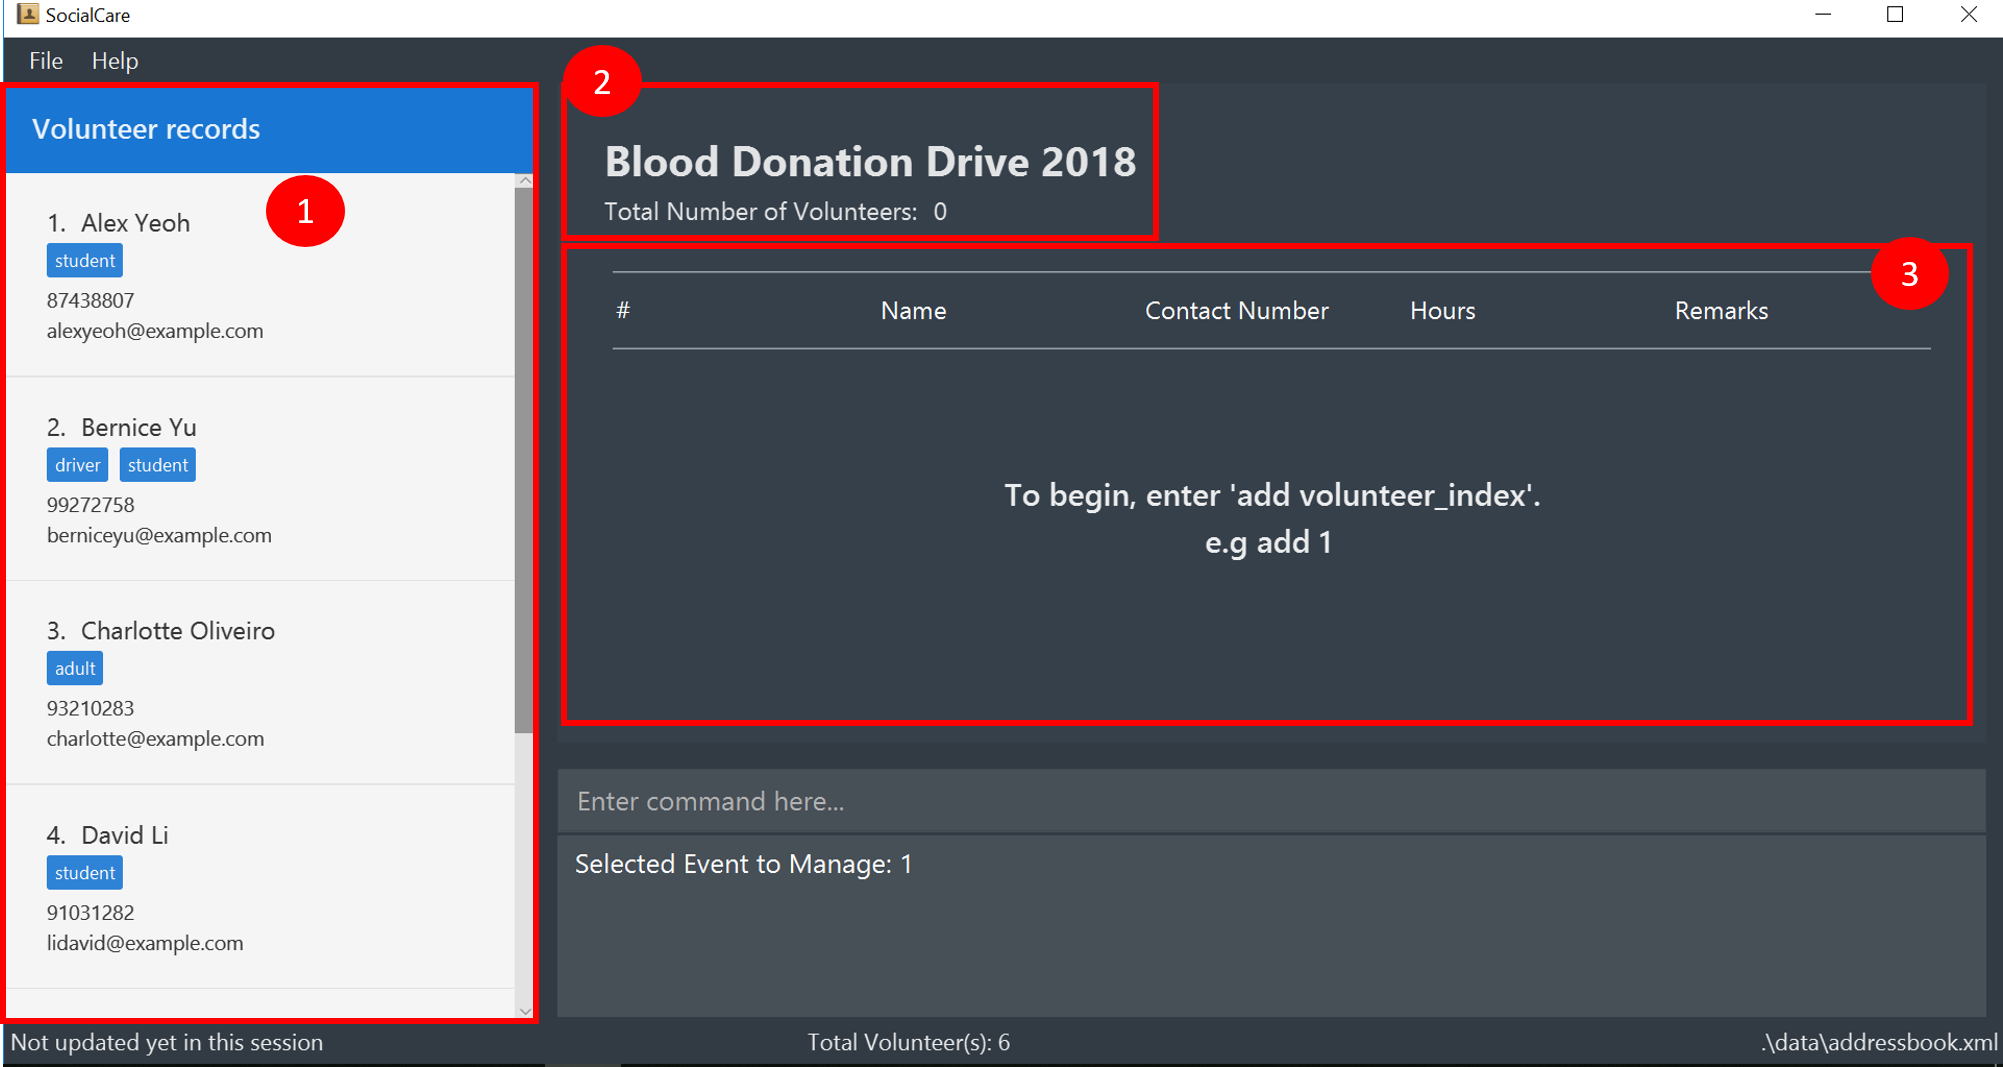 SocialCare
File Help
Volunteer records
1
1. Alex Yeoh
student
87438807
alexyeoh@example.com
2. Bernice Yu
driver student
99272758
berniceyu@example.com
3. Charlotte Oliveiro
adult
93210283
charlotte@example.com
4. David Li
student
91031282
lidavid@example.com
2
Blood Donation Drive 2018
Total Number of Volunteers: 0
3
# Name Contact Number Hours Remarks
To begin, enter 'add volunteer_index'.
e.g add 1
Enter command here...
Selected Event to Manage: 1
Not updated yet in this session
Total Volunteer(s): 6
.\data\addressbook.xml